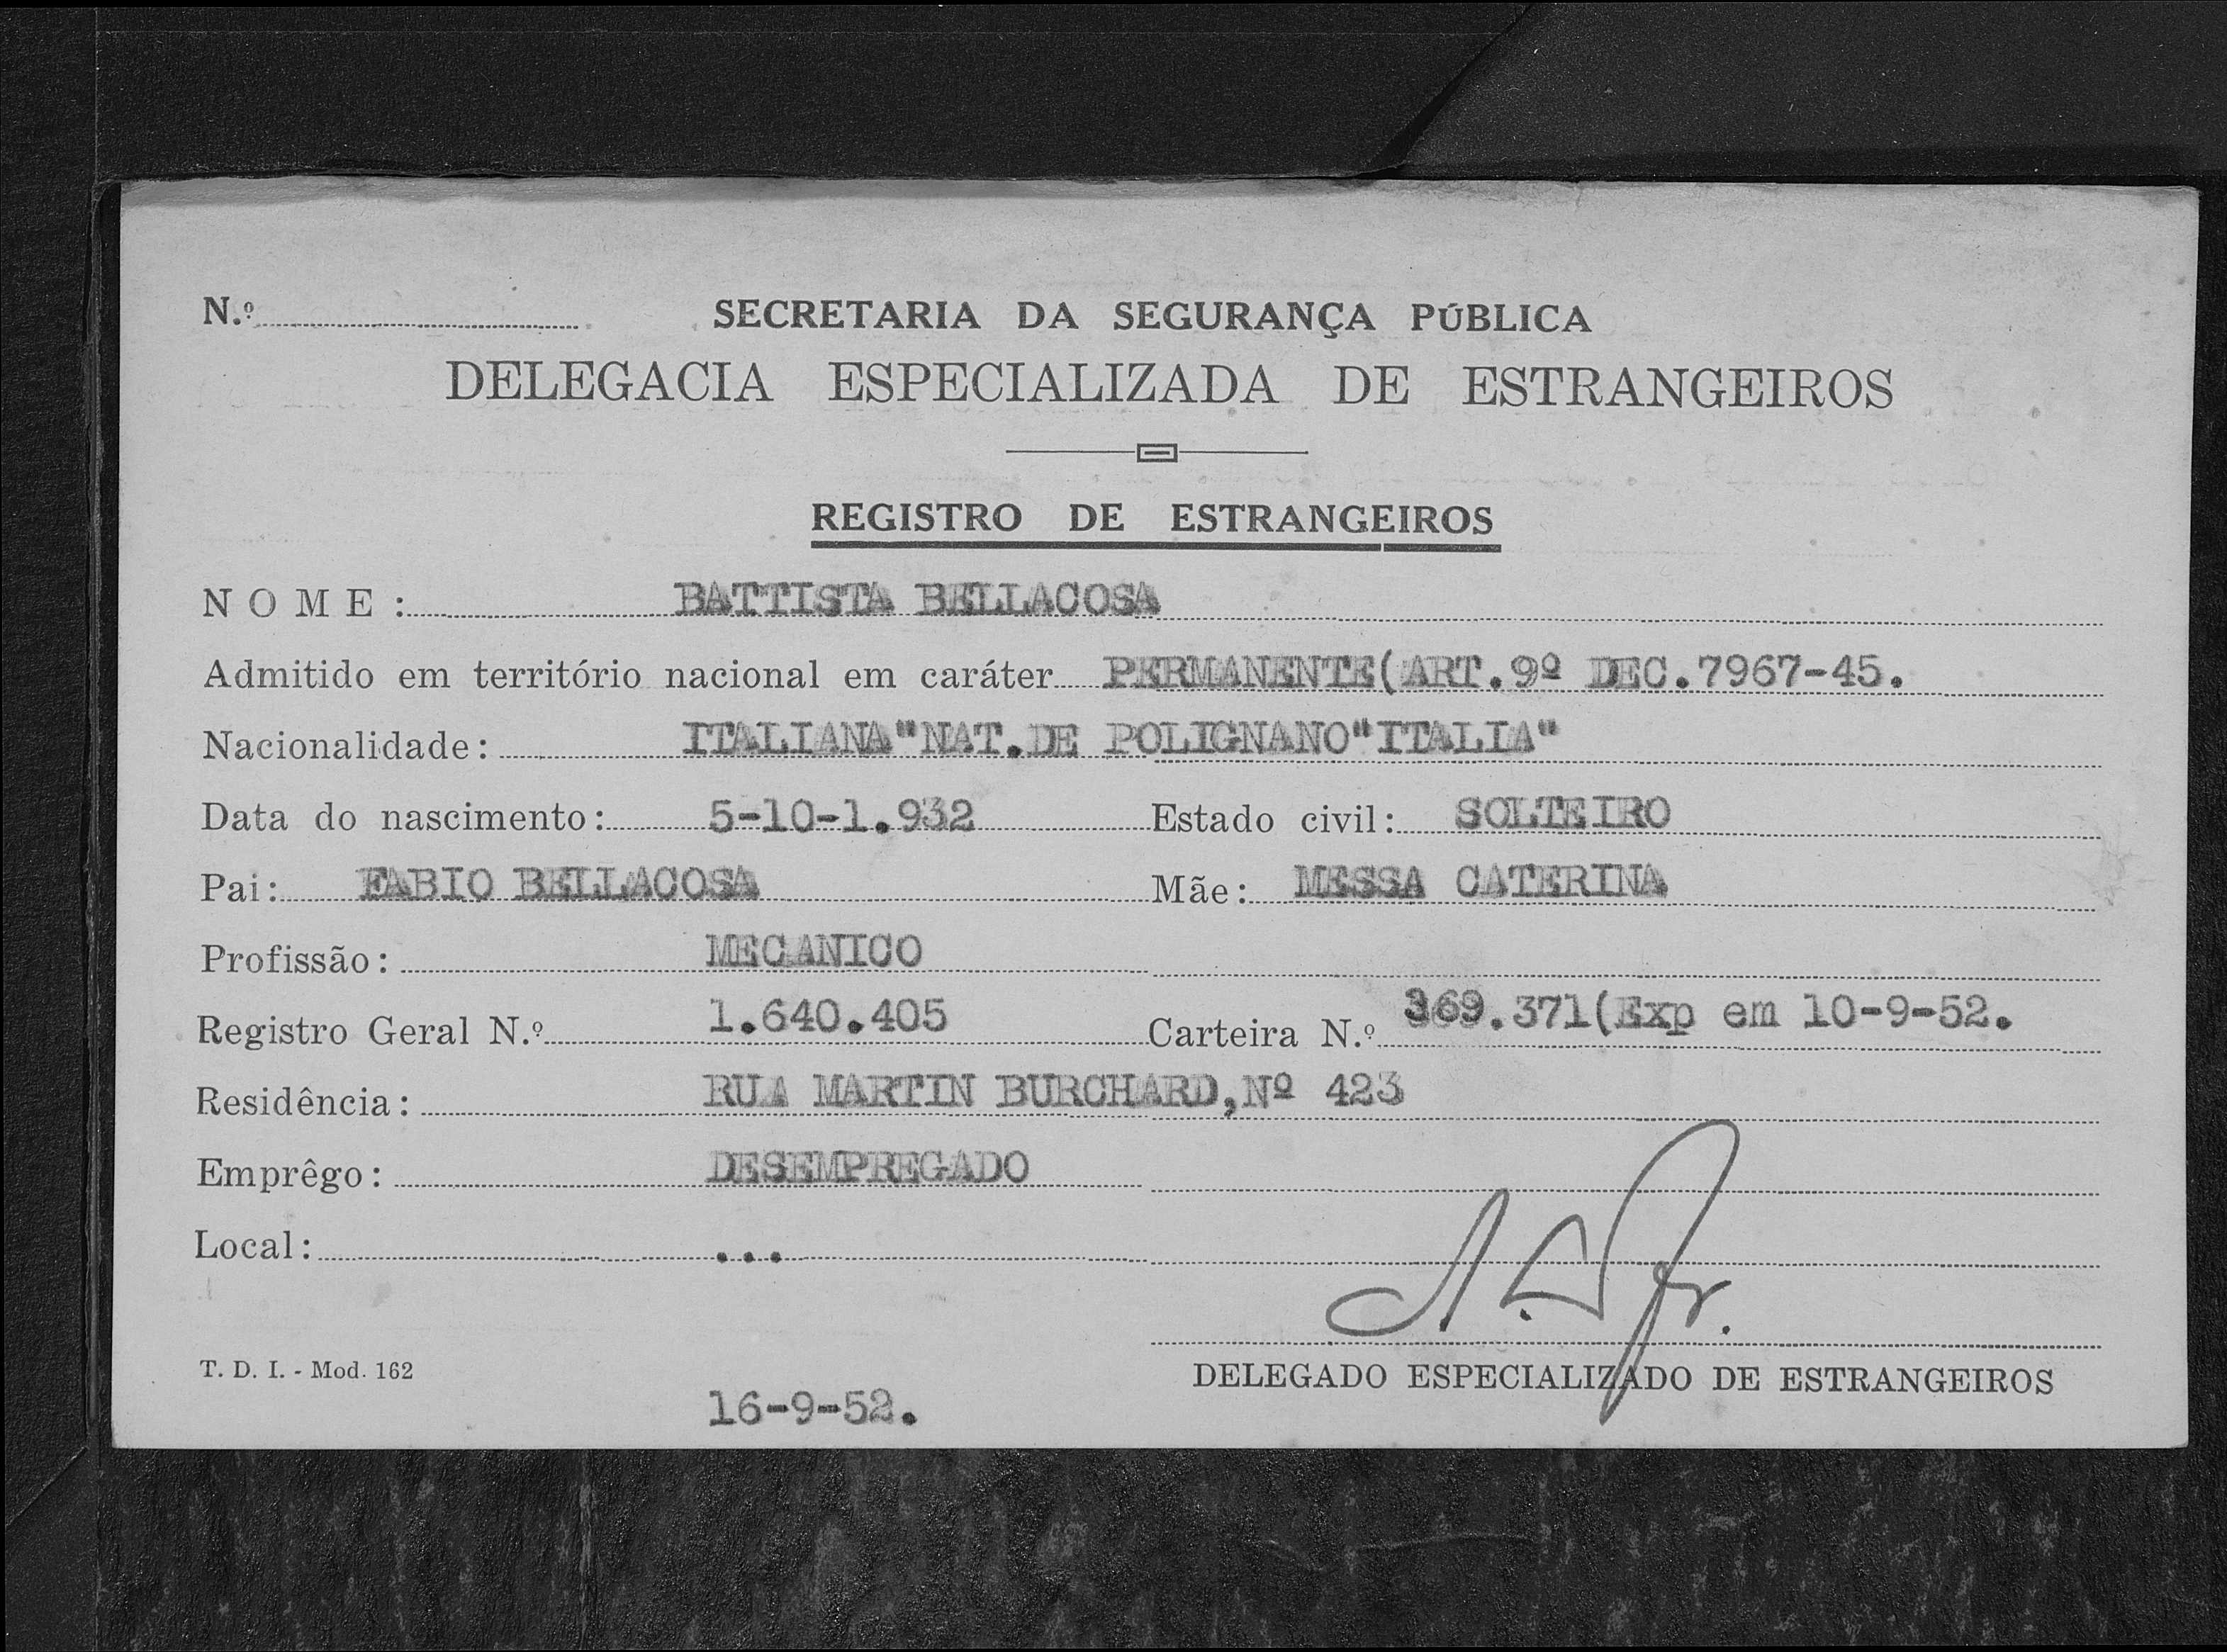 N.º SECRETARIA DA SEGURANÇA PÚBLICA
DELEGACIA ESPECIALIZADA DE ESTRANGEIROS
REGISTRO DE ESTRANGEIROS
NOME: BATTISTA BELLACOSA
Admitido em território nacional em caráter PERMANENTE(ART.9º DEC.7967-45.
Nacionalidade: ITALIANA"NAT.DE POLIGNANO"ITALIA"
Data do nascimento: 5-10-1.932 Estado civil: SOLTEIRO
Pai: FABIO BELLACOSA Mãe: MESSA CATERINA
Profissão: MECANICO
Registro Geral N.º 1.640.405 Carteira N.º 369.371(Exp em 10-9-52.
Residência: RUA MARTIN BURCHARD,Nº 423
Emprêgo: DESEMPREGADO
Local: ...
T. D. I. - Mod. 162 DELEGADO ESPECIALIZADO DE ESTRANGEIROS
16-9-52.